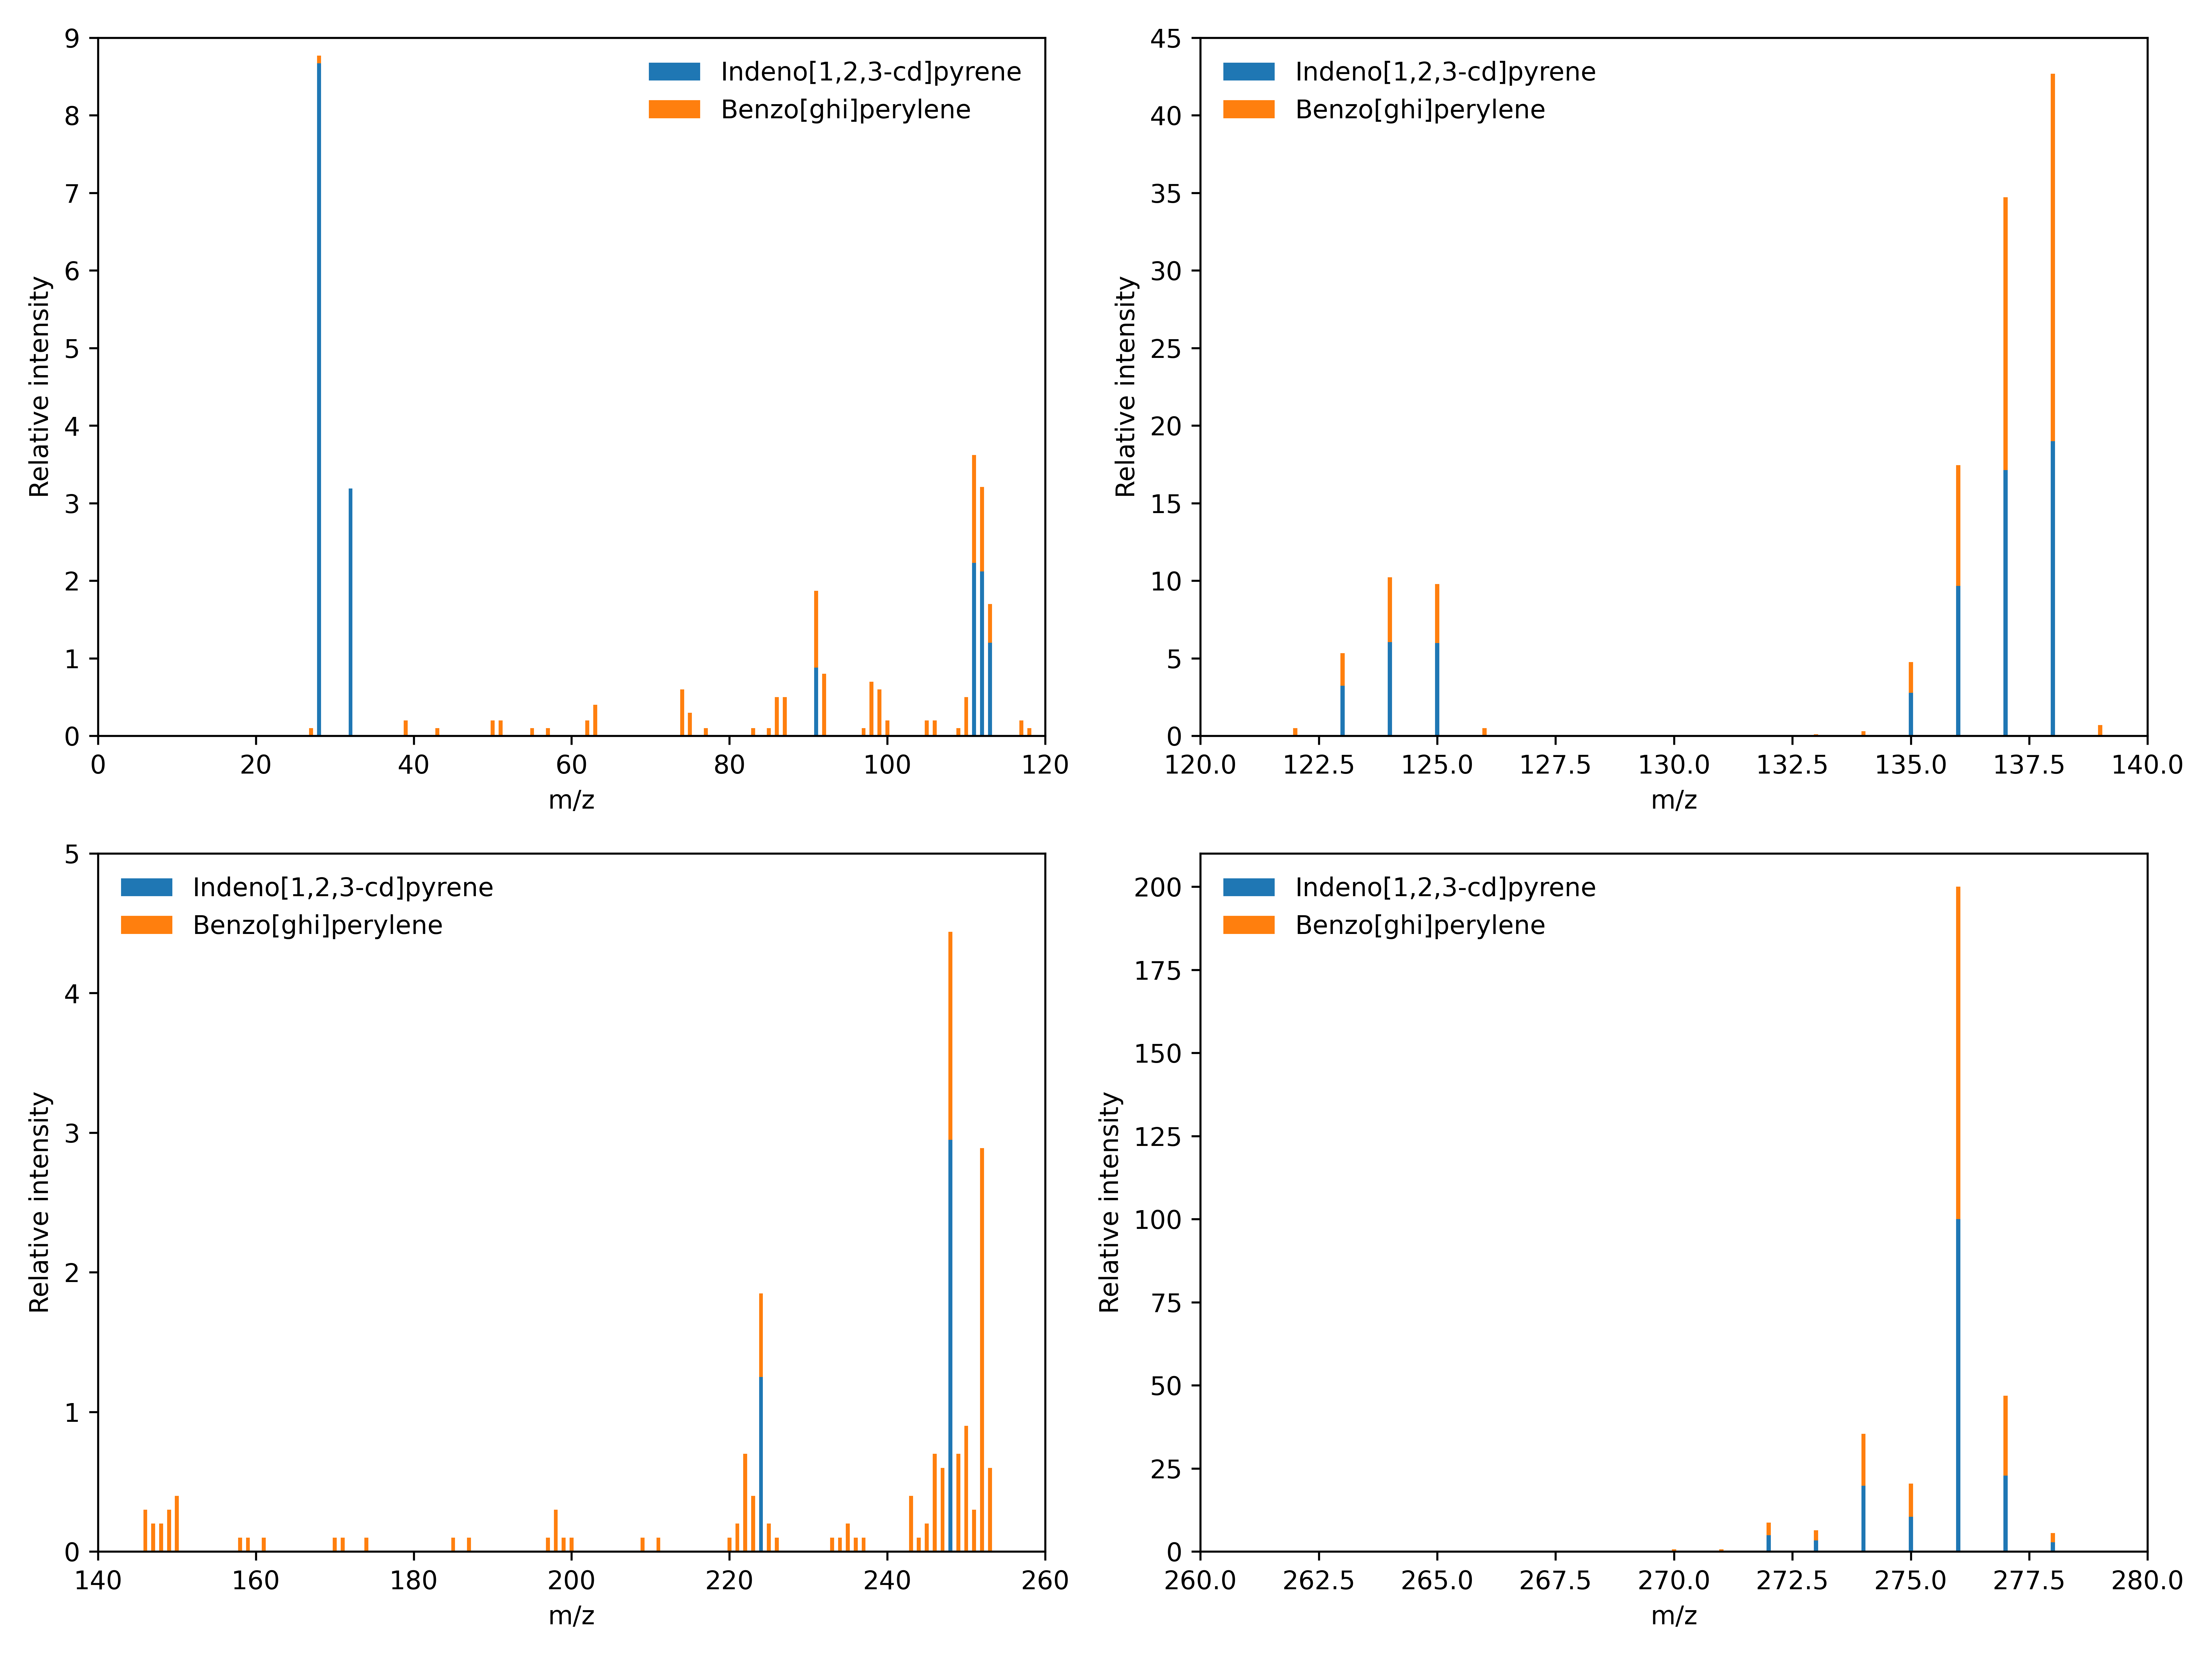 9
8
7
6
5
4
3
2
1
0
Relative intensity
Indeno[1,2,3-cd]pyrene
Benzo[ghi]perylene
0 20 40 60 80 100 120
m/z
45
40
35
30
25
20
15
10
5
0
Relative intensity
Indeno[1,2,3-cd]pyrene
Benzo[ghi]perylene
120.0 122.5 125.0 127.5 130.0 132.5 135.0 137.5 140.0
m/z
5
4
3
2
1
0
Relative intensity
Indeno[1,2,3-cd]pyrene
Benzo[ghi]perylene
140 160 180 200 220 240 260
m/z
200
175
150
125
100
75
50
25
0
Relative intensity
Indeno[1,2,3-cd]pyrene
Benzo[ghi]perylene
260.0 262.5 265.0 267.5 270.0 272.5 275.0 277.5 280.0
m/z